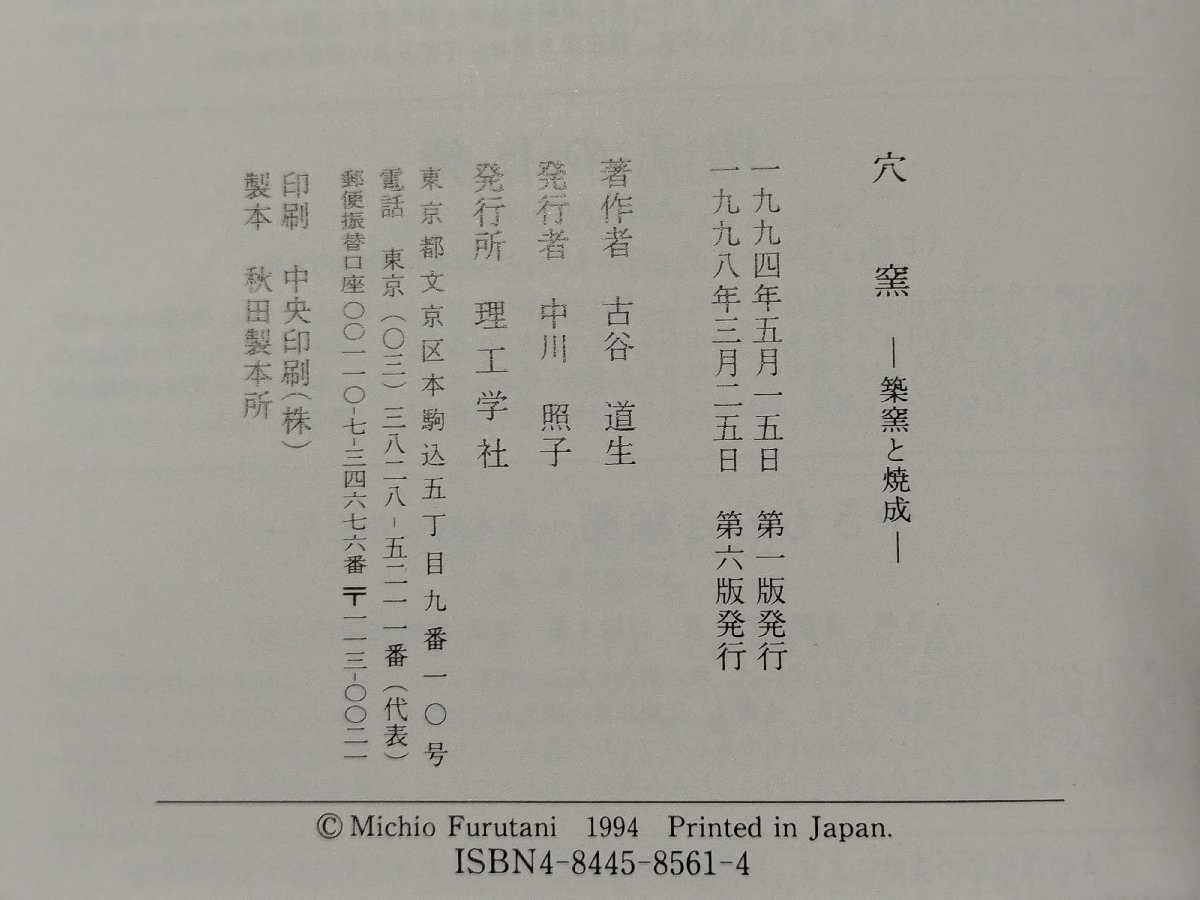 穴窯 ―築窯と焼成―
一九九四年五月一五日 第一版発行
一九九八年三月二五日 第六版発行
著作者 古谷 道生
発行者 中川 照子
発行所 理工学社
東京都文京区本駒込五丁目九番一〇号
電話 東京(〇三)三八二八-五二一一番(代表)
郵便振替口座〇〇一一〇-七-三四六七六番 〒一一三-〇〇二一
印刷 中央印刷(株)
製本 秋田製本所
© Michio Furutani 1994 Printed in Japan.
ISBN4-8445-8561-4